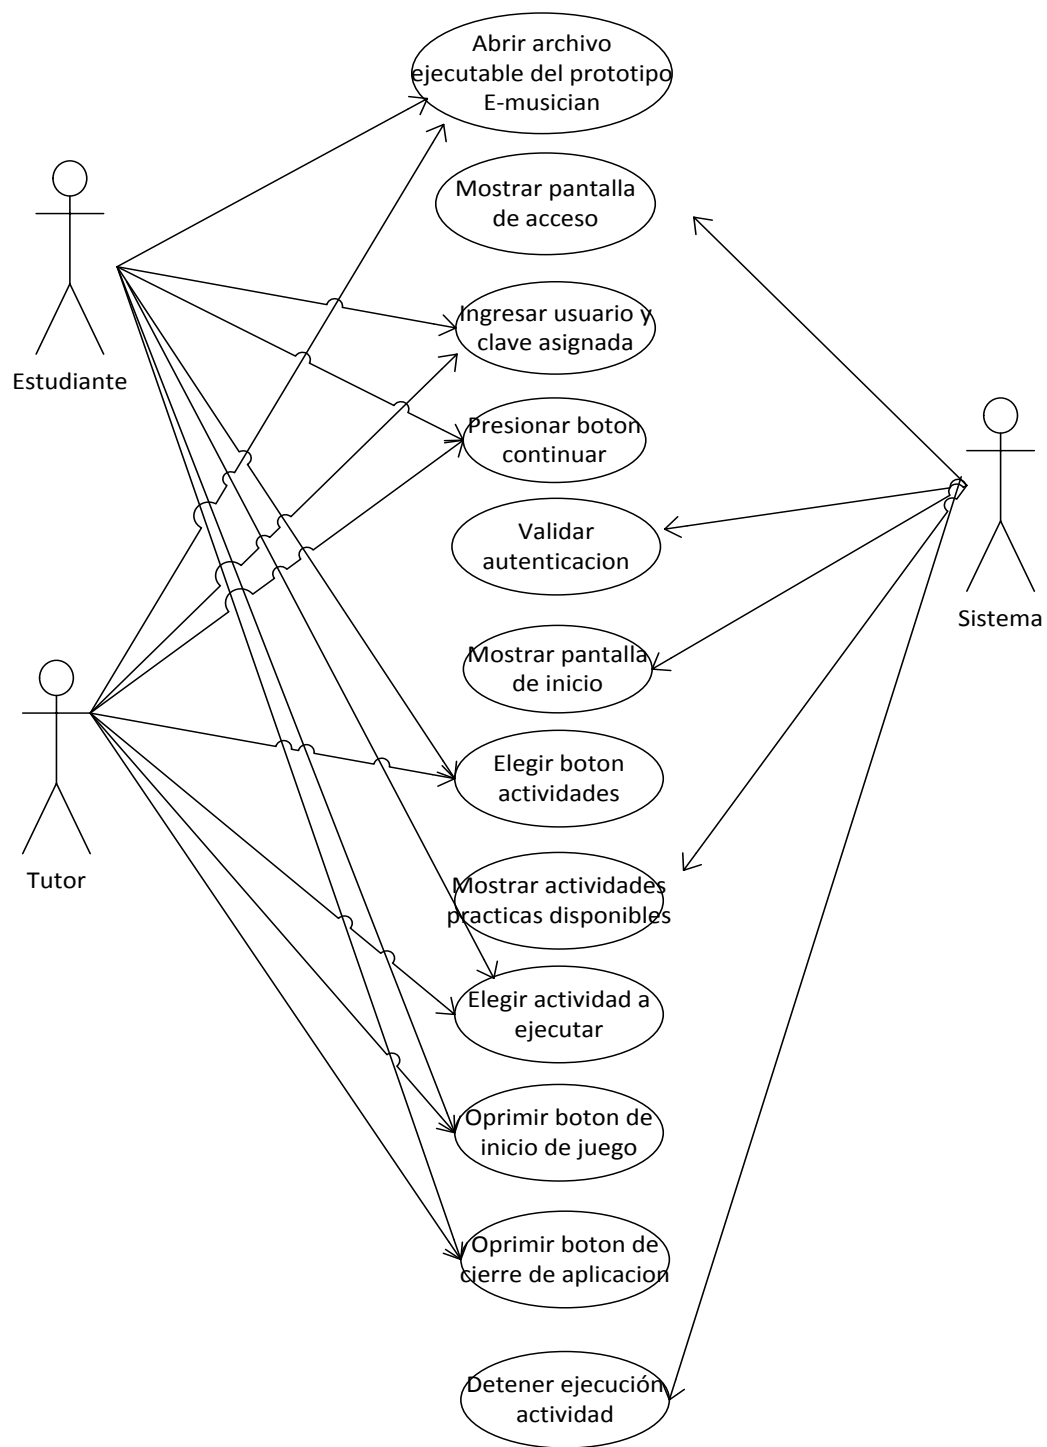 Abrir archivo
ejecutable del prototipo
E-musician
Mostrar pantalla
de acceso
Ingresar usuario y
clave asignada
Estudiante
Presionar boton
continuar
Validar
autenticacion
Sistema
Mostrar pantalla
de inicio
Elegir boton
actividades
Tutor
Mostrar actividades
practicas disponibles
Elegir actividad a
ejecutar
Oprimir boton de
inicio de juego
Oprimir boton de
cierre de aplicacion
Detener ejecución
actividad